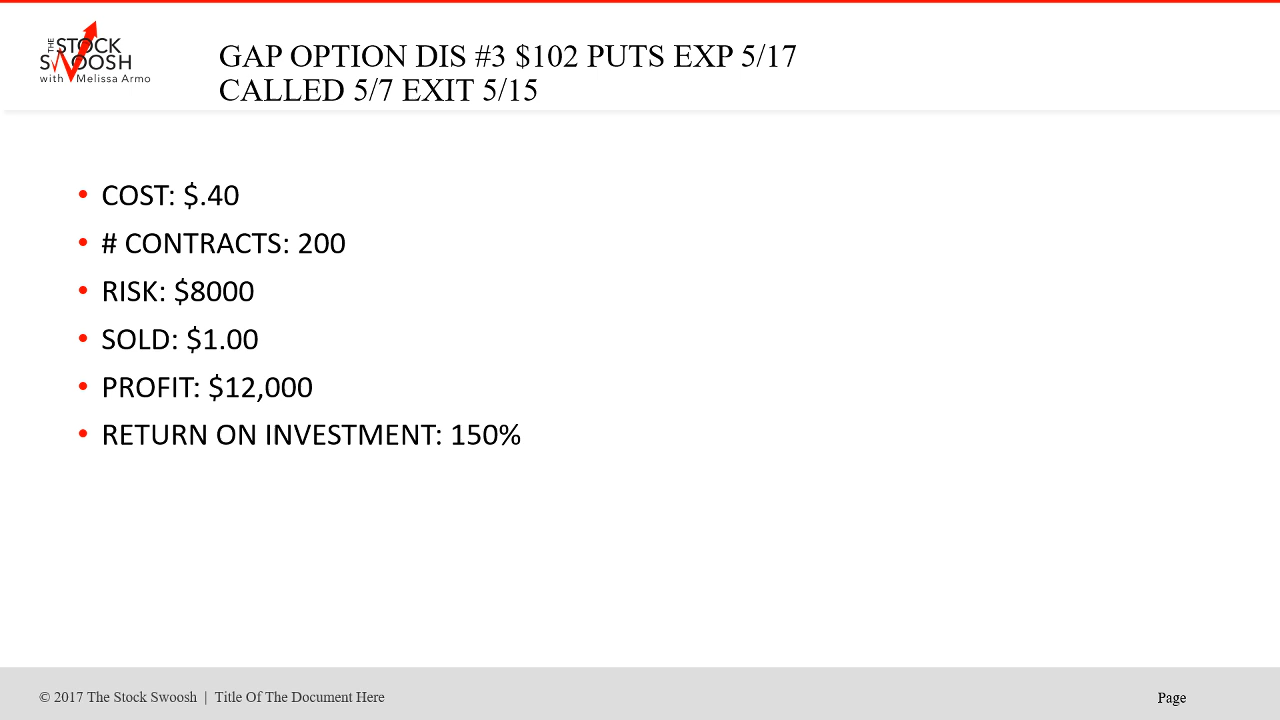 THE
STOCK
SWOOSH
with Melissa Armo
GAP OPTION DIS #3 $102 PUTS EXP 5/17
CALLED 5/7 EXIT 5/15
• COST: $.40
• # CONTRACTS: 200
• RISK: $8000
• SOLD: $1.00
• PROFIT: $12,000
• RETURN ON INVESTMENT: 150%
© 2017 The Stock Swoosh | Title Of The Document Here
Page